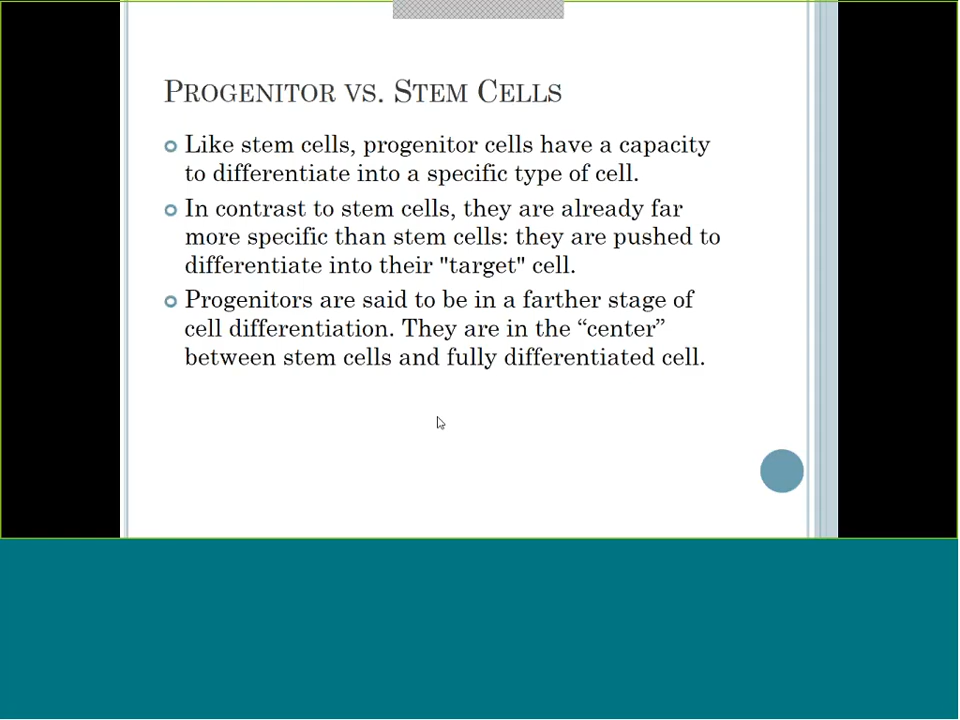 PROGENITOR VS. STEM CELLS
Like stem cells, progenitor cells have a capacity
to differentiate into a specific type of cell.
In contrast to stem cells, they are already far
more specific than stem cells: they are pushed to
differentiate into their "target" cell.
Progenitors are said to be in a farther stage of
cell differentiation. They are in the “center”
between stem cells and fully differentiated cell.